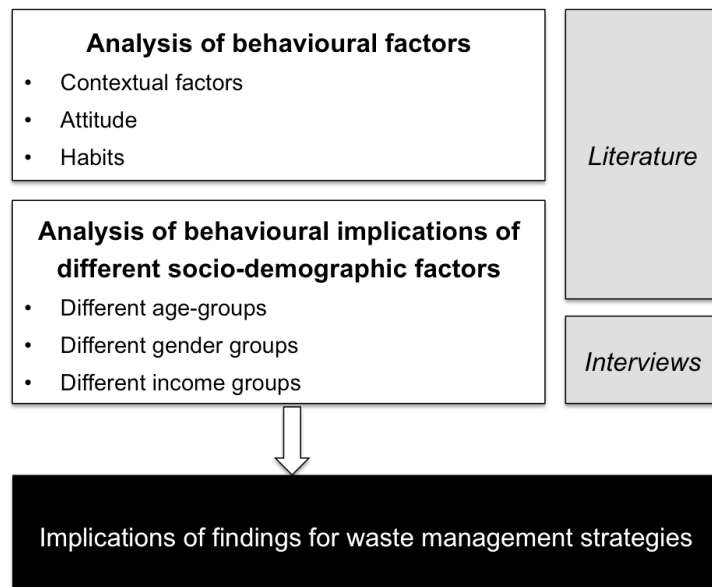 Analysis of behavioural factors
• Contextual factors
• Attitude
• Habits
Literature
Analysis of behavioural implications of
different socio-demographic factors
• Different age-groups
• Different gender groups
• Different income groups
Interviews
Implications of findings for waste management strategies